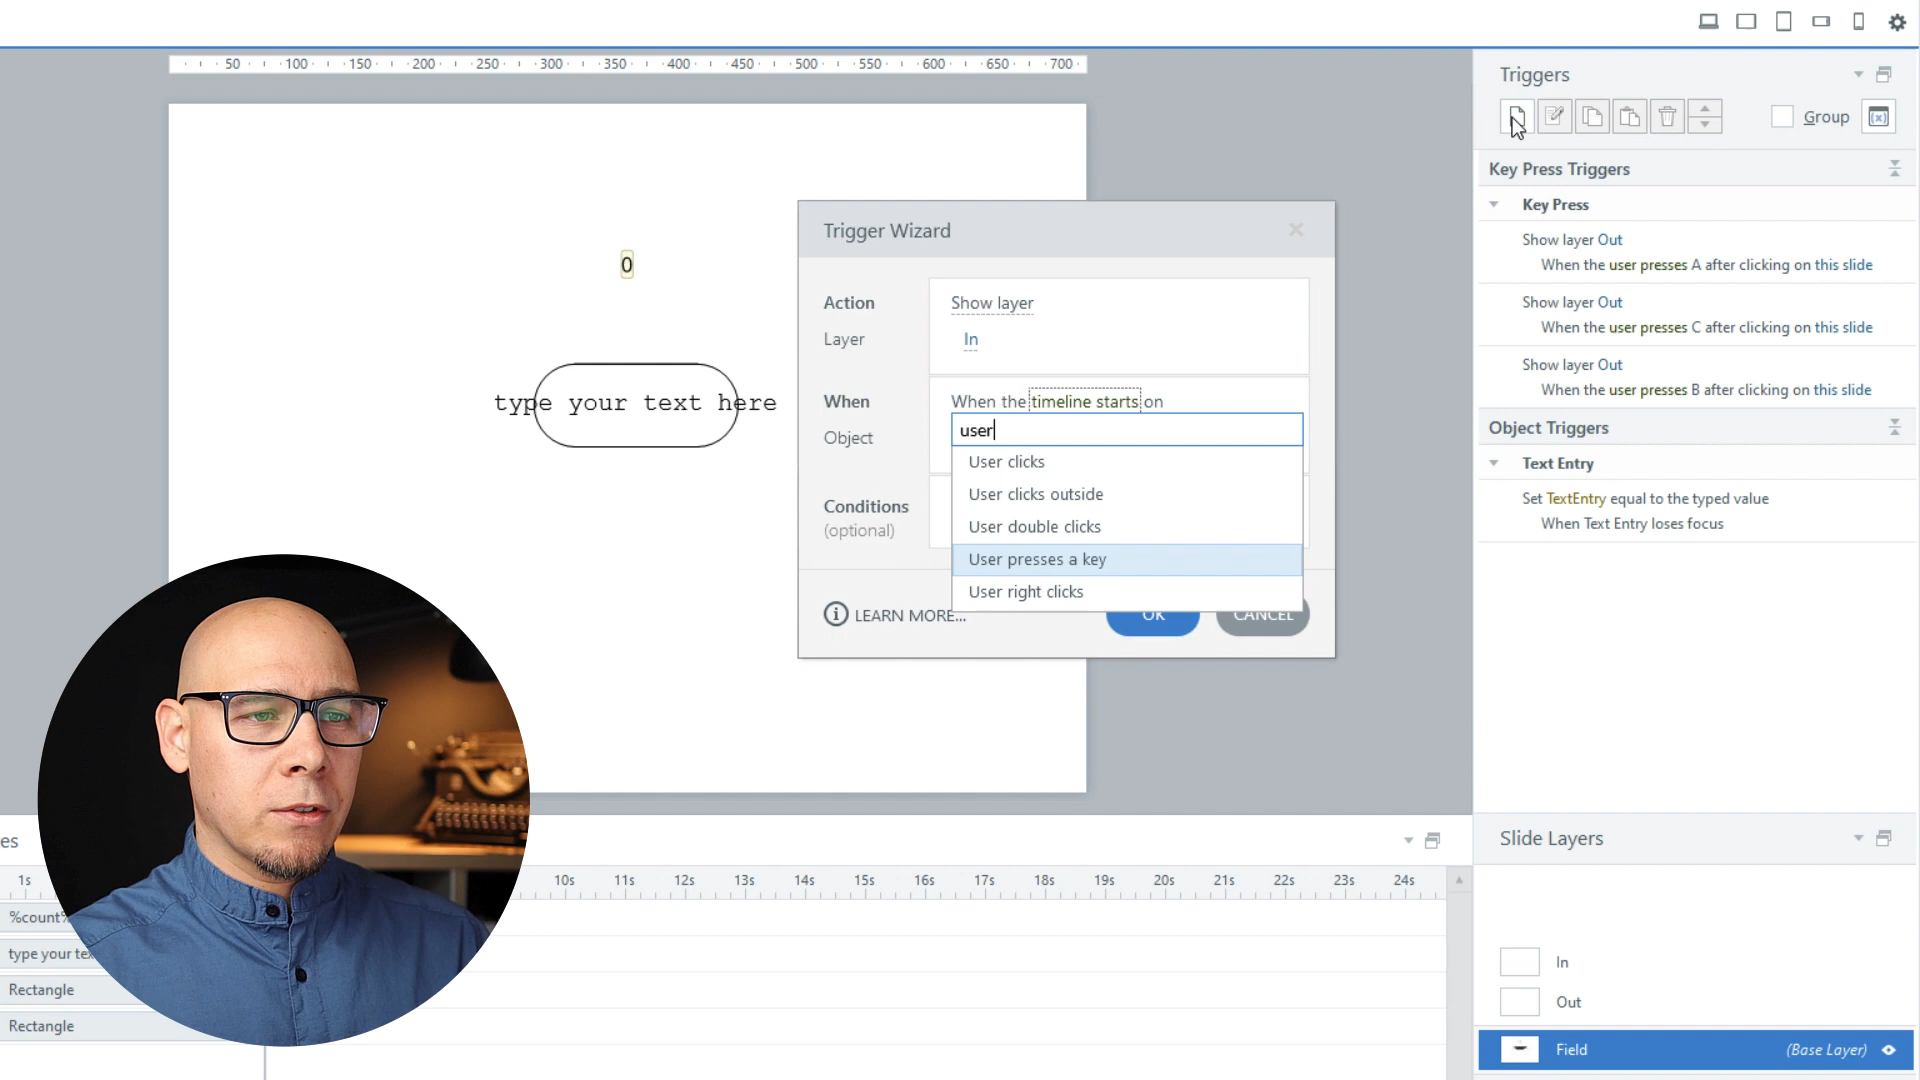 50 100 150 200 250 300 350 400 450 500 550 600 650 700
Triggers
Group
(x)
Key Press Triggers
Key Press
Show layer Out
When the user presses A after clicking on this slide
Show layer Out
When the user presses C after clicking on this slide
Show layer Out
When the user presses B after clicking on this slide
Object Triggers
Text Entry
Set TextEntry equal to the typed value
When Text Entry loses focus
0
type your text here
Trigger Wizard
Action Show layer
Layer In
When When the timeline starts on
Object user
User clicks
User clicks outside
User double clicks
User presses a key
User right clicks
Conditions
(optional)
LEARN MORE...
OK CANCEL
es
1s 10s 11s 12s 13s 14s 15s 16s 17s 18s 19s 20s 21s 22s 23s 24s
%count%
type your tex
Rectangle
Rectangle
Slide Layers
In
Out
Field (Base Layer)